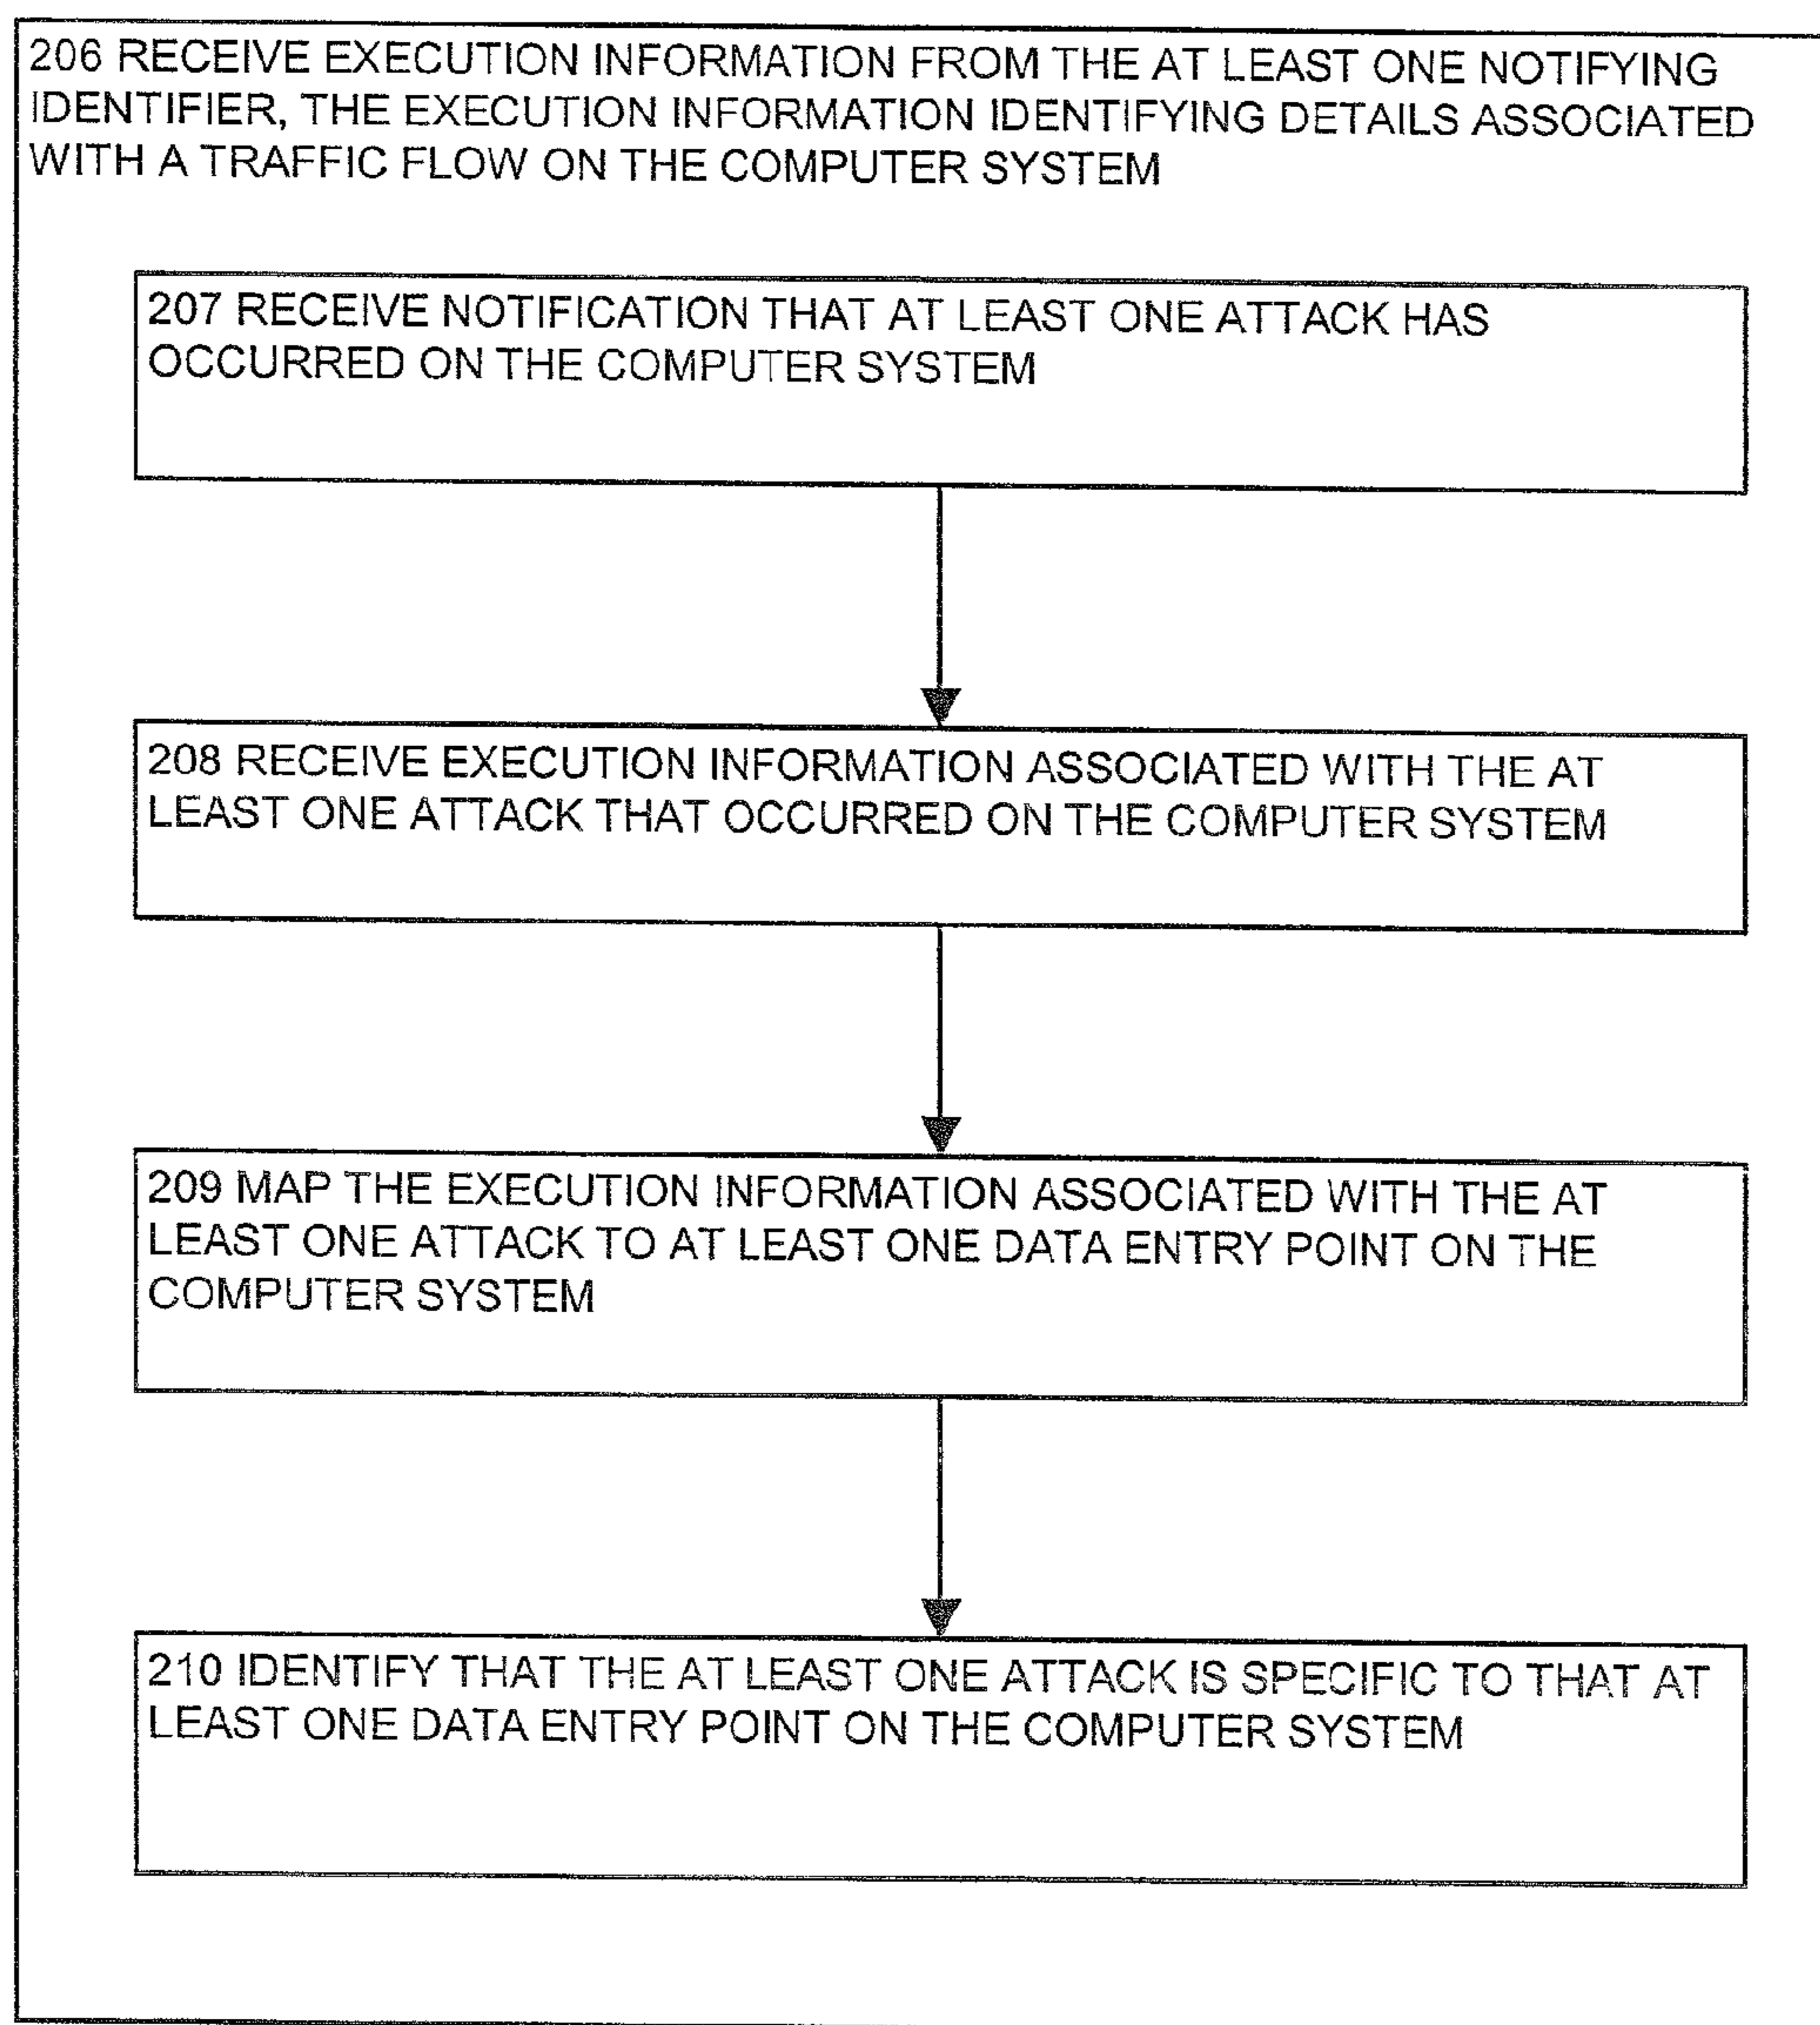 206 RECEIVE EXECUTION INFORMATION FROM THE AT LEAST ONE NOTIFYING
IDENTIFIER, THE EXECUTION INFORMATION IDENTIFYING DETAILS ASSOCIATED
WITH A TRAFFIC FLOW ON THE COMPUTER SYSTEM
207 RECEIVE NOTIFICATION THAT AT LEAST ONE ATTACK HAS
OCCURRED ON THE COMPUTER SYSTEM
208 RECEIVE EXECUTION INFORMATION ASSOCIATED WITH THE AT
LEAST ONE ATTACK THAT OCCURRED ON THE COMPUTER SYSTEM
209 MAP THE EXECUTION INFORMATION ASSOCIATED WITH THE AT
LEAST ONE ATTACK TO AT LEAST ONE DATA ENTRY POINT ON THE
COMPUTER SYSTEM
210 IDENTIFY THAT THE AT LEAST ONE ATTACK IS SPECIFIC TO THAT AT
LEAST ONE DATA ENTRY POINT ON THE COMPUTER SYSTEM